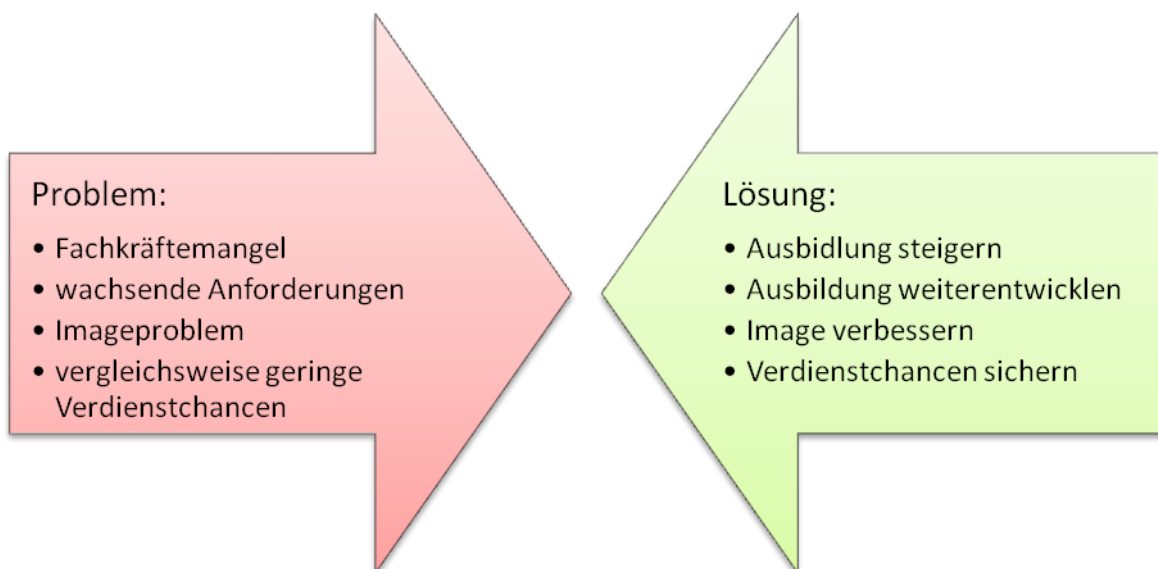 Problem:
• Fachkräftemangel
• wachsende Anforderungen
• Imageproblem
• vergleichsweise geringe
Verdienstchancen
Lösung:
• Ausbidlung steigern
• Ausbildung weiterentwicklen
• Image verbessern
• Verdienstchancen sichern